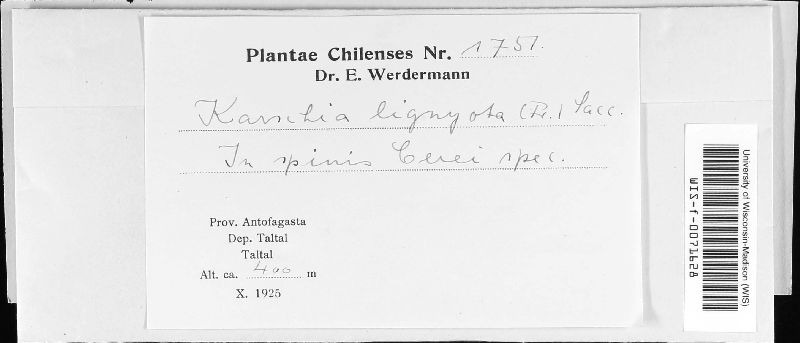 Plantae Chilenses Nr. 1751.
Dr. E. Werdermann
Karschia lignyota (Fr.) Sacc.
In spinis Cerei spec.
Prov. Antofagasta
Dep. Taltal
Taltal
Alt. ca. 400 m
X. 1925
University of Wisconsin-Madison (WIS)
WIS-f-0071628